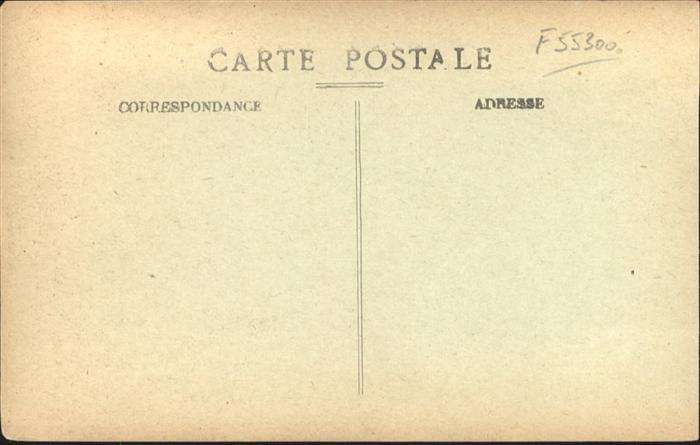 CARTE POSTALE
F55300.
CORRESPONDANCE
ADRESSE